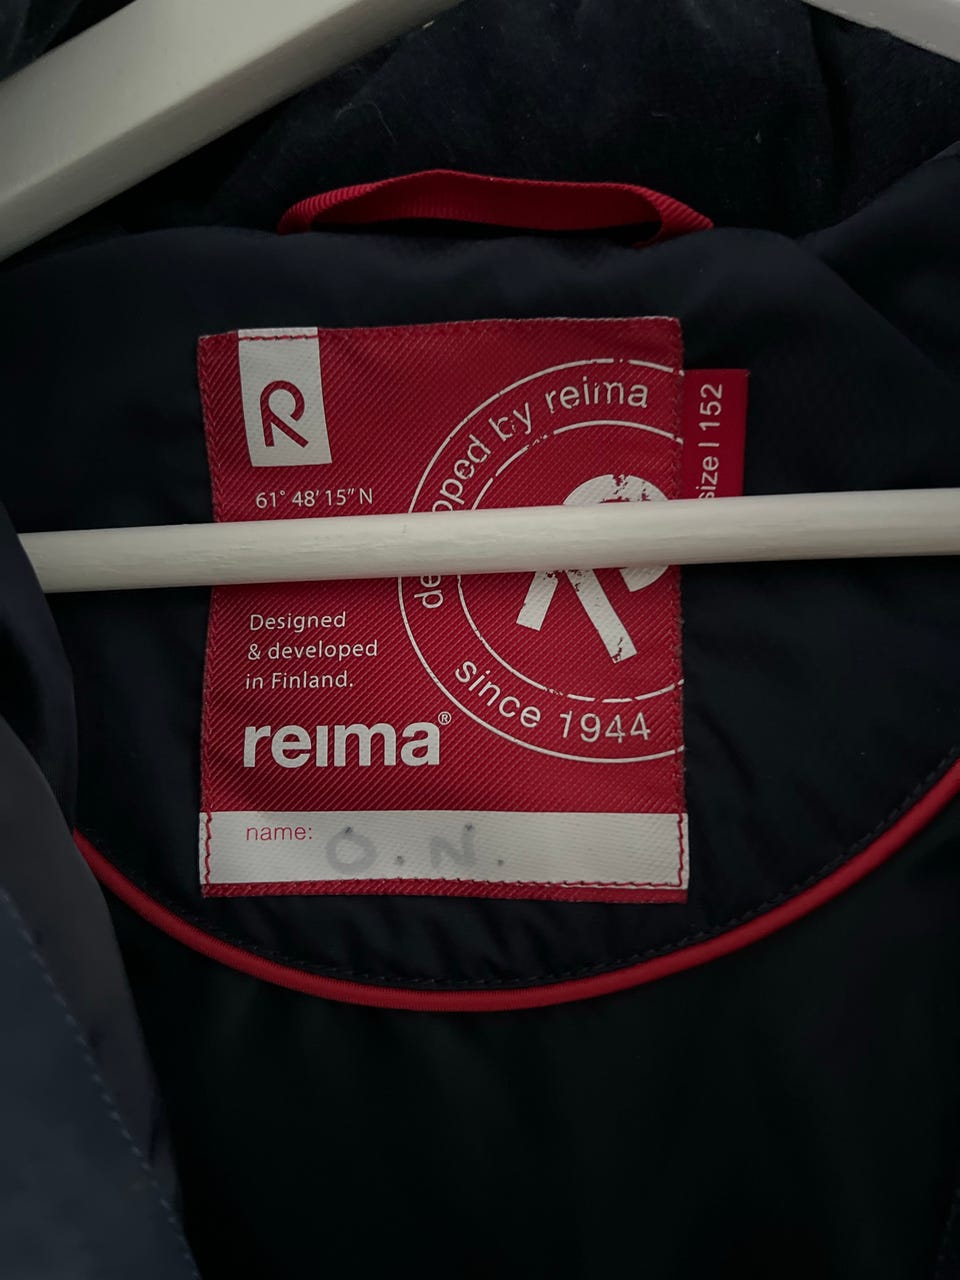 R
61° 48' 15" N
Designed
& developed
in Finland.
reima®
developed by reima
since 1944
size | 152
name: O. N.